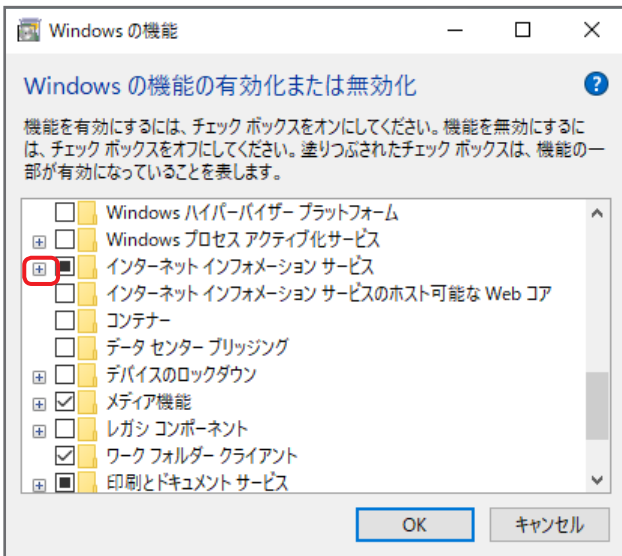 Windows の機能
Windows の機能の有効化または無効化
機能を有効にするには、チェック ボックスをオンにしてください。機能を無効にするに
は、チェック ボックスをオフにしてください。塗りつぶされたチェック ボックスは、機能の一
部が有効になっていることを表します。
Windows ハイパーバイザー プラットフォーム
Windows プロセス アクティブ化サービス
インターネット インフォメーション サービス
インターネット インフォメーション サービスのホスト可能な Web コア
コンテナー
データ センター ブリッジング
デバイスのロックダウン
メディア機能
レガシ コンポーネント
ワーク フォルダー クライアント
印刷とドキュメント サービス
OK キャンセル